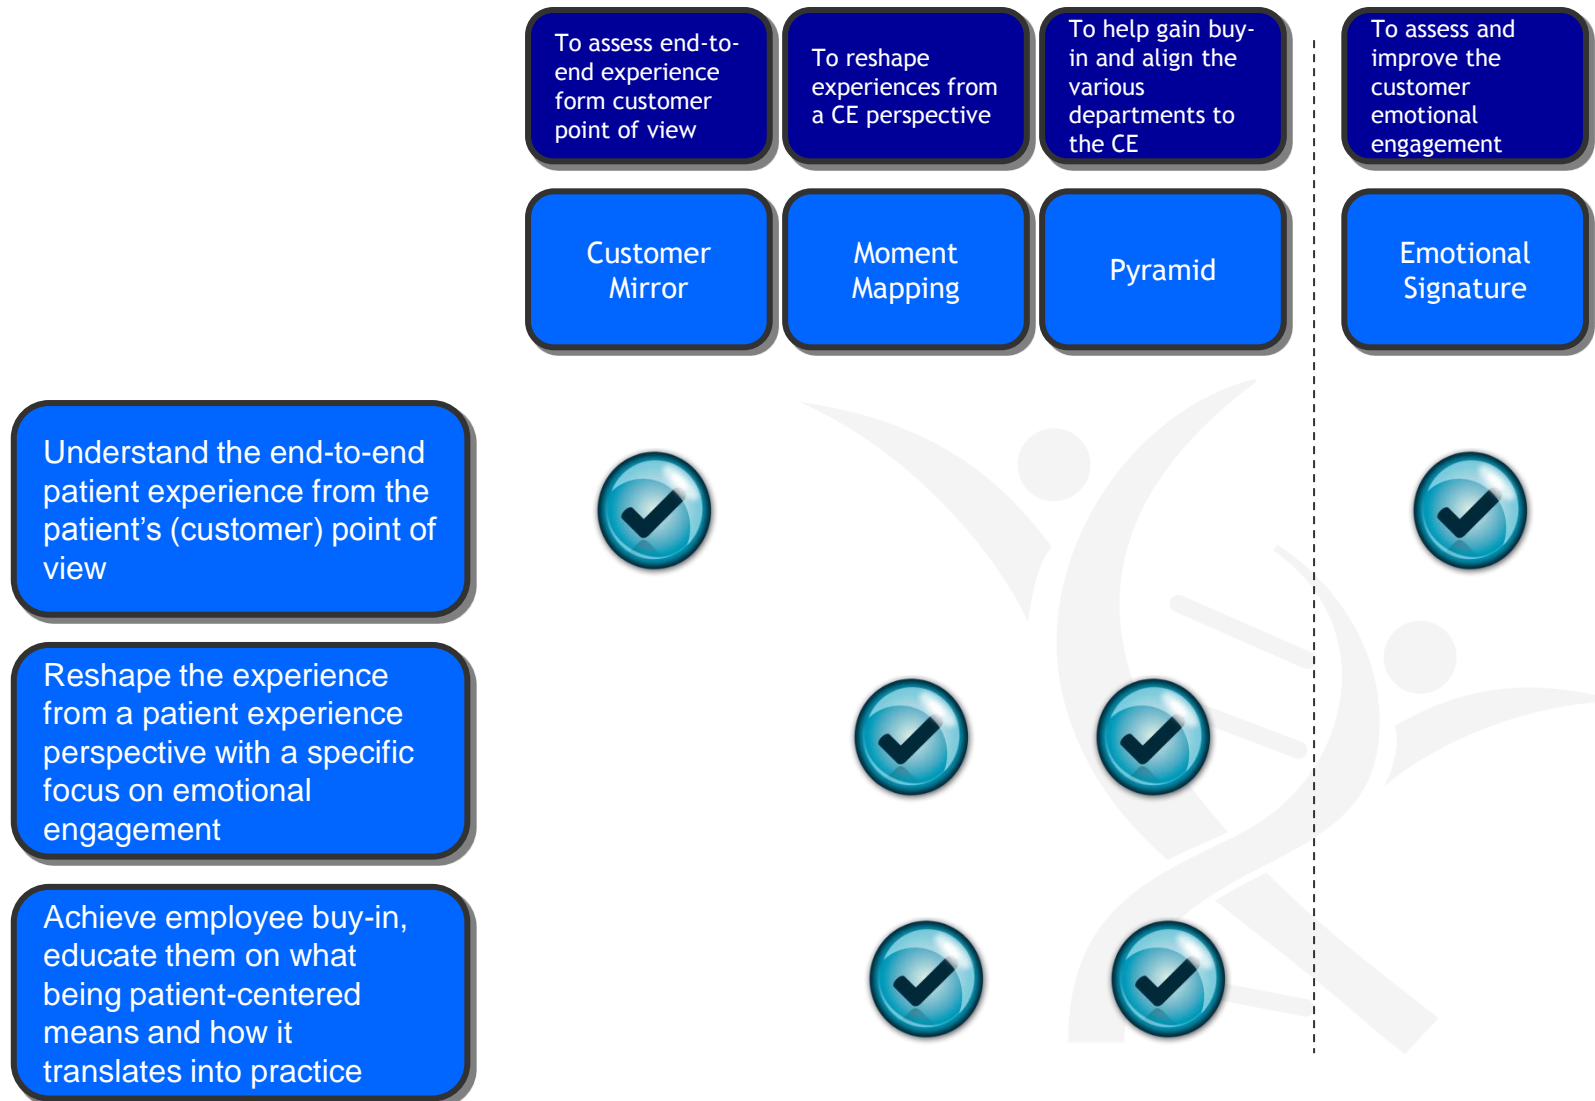 To assess end-to-
end experience
form customer
point of view
To reshape
experiences from
a CE perspective
To help gain buy-
in and align the
various
departments to
the CE
To assess and
improve the
customer
emotional
engagement
Customer
Mirror
Moment
Mapping
Pyramid
Emotional
Signature
Understand the end-to-end
patient experience from the
patient’s (customer) point of
view
Reshape the experience
from a patient experience
perspective with a specific
focus on emotional
engagement
Achieve employee buy-in,
educate them on what
being patient-centered
means and how it
translates into practice